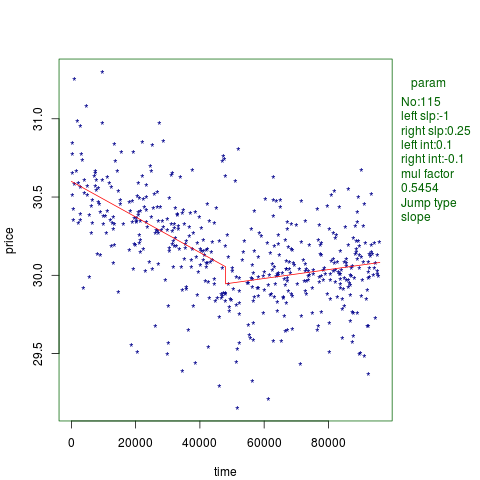 param
No:115
left slp:-1
right slp:0.25
left int:0.1
right int:-0.1
mul factor
0.5454
Jump type
slope
price
31.0
30.5
30.0
29.5
0 20000 40000 60000 80000
time